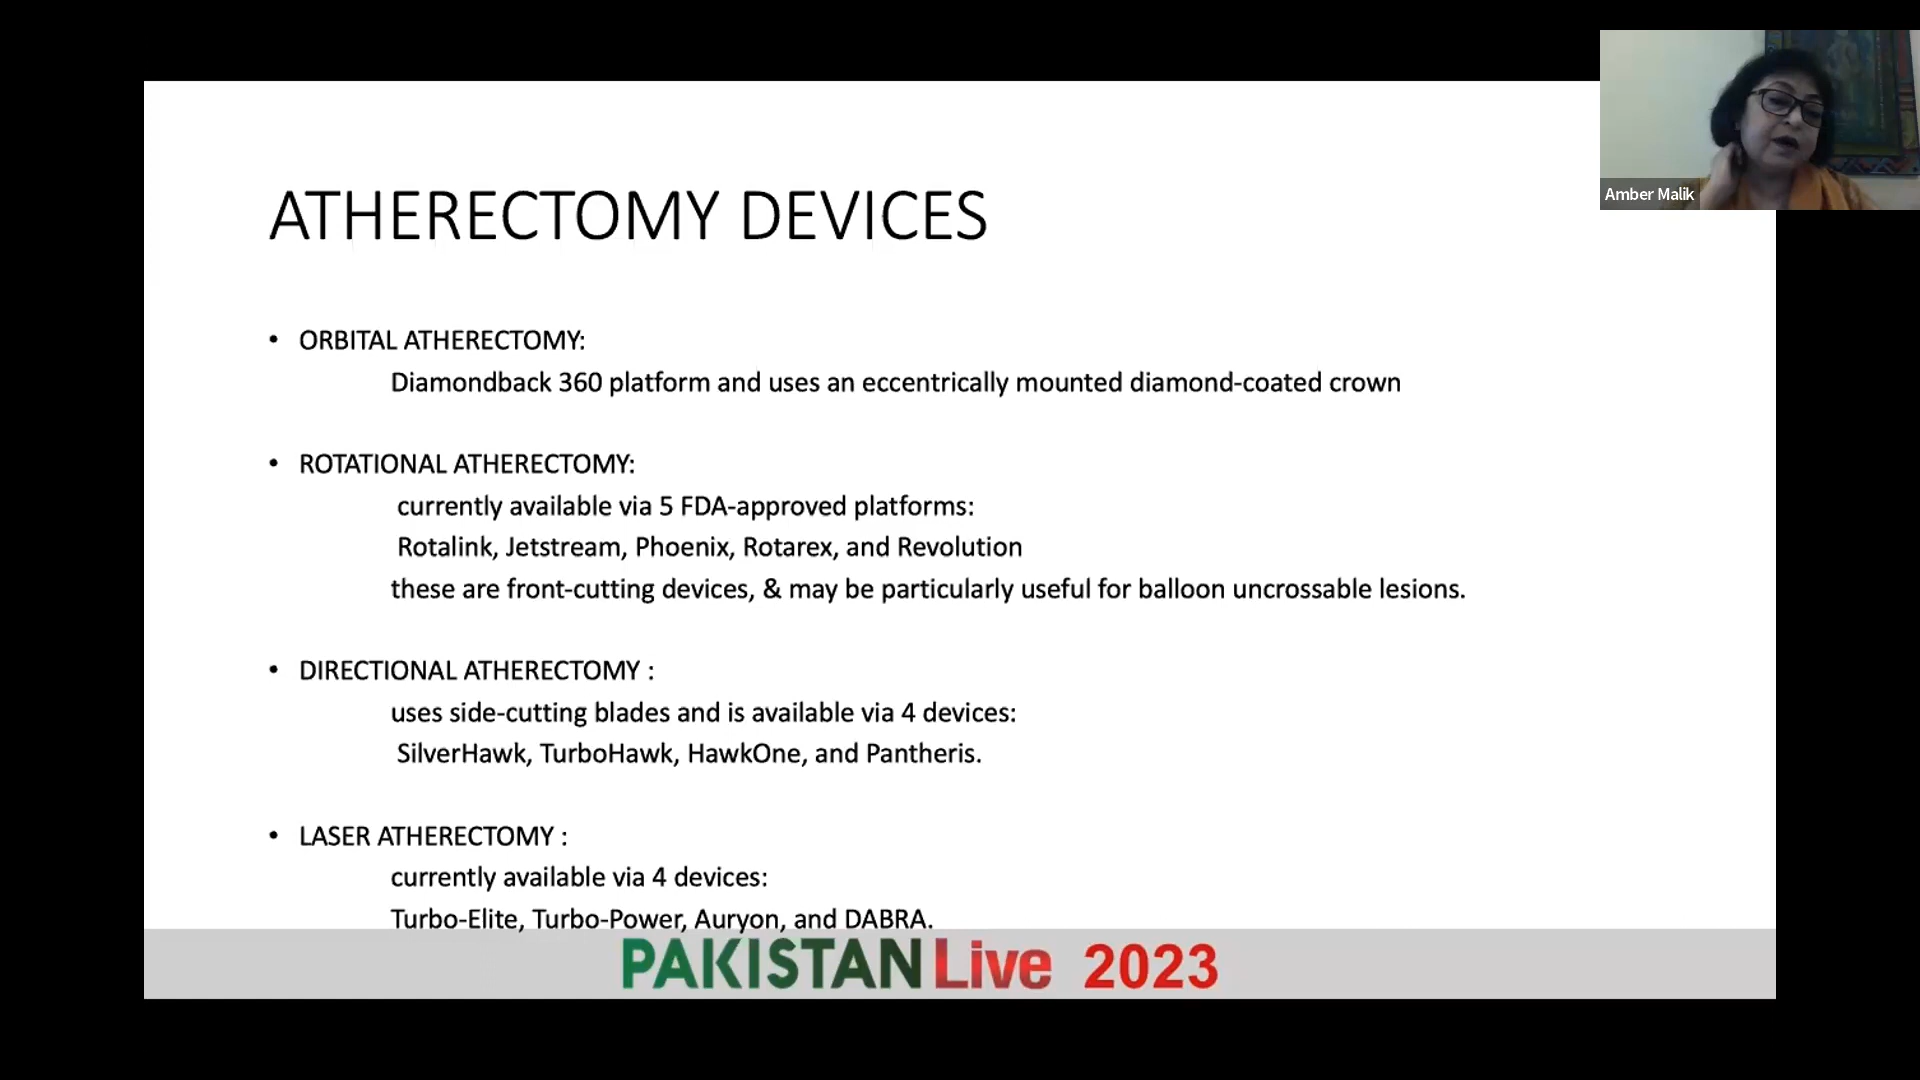 Amber Malik
ATHERECTOMY DEVICES
• ORBITAL ATHERECTOMY:
Diamondback 360 platform and uses an eccentrically mounted diamond-coated crown
• ROTATIONAL ATHERECTOMY:
currently available via 5 FDA-approved platforms:
Rotalink, Jetstream, Phoenix, Rotarex, and Revolution
these are front-cutting devices, & may be particularly useful for balloon uncrossable lesions.
• DIRECTIONAL ATHERECTOMY :
uses side-cutting blades and is available via 4 devices:
SilverHawk, TurboHawk, HawkOne, and Pantheris.
• LASER ATHERECTOMY :
currently available via 4 devices:
Turbo-Elite, Turbo-Power, Auryon, and DABRA.
PAKISTAN Live 2023